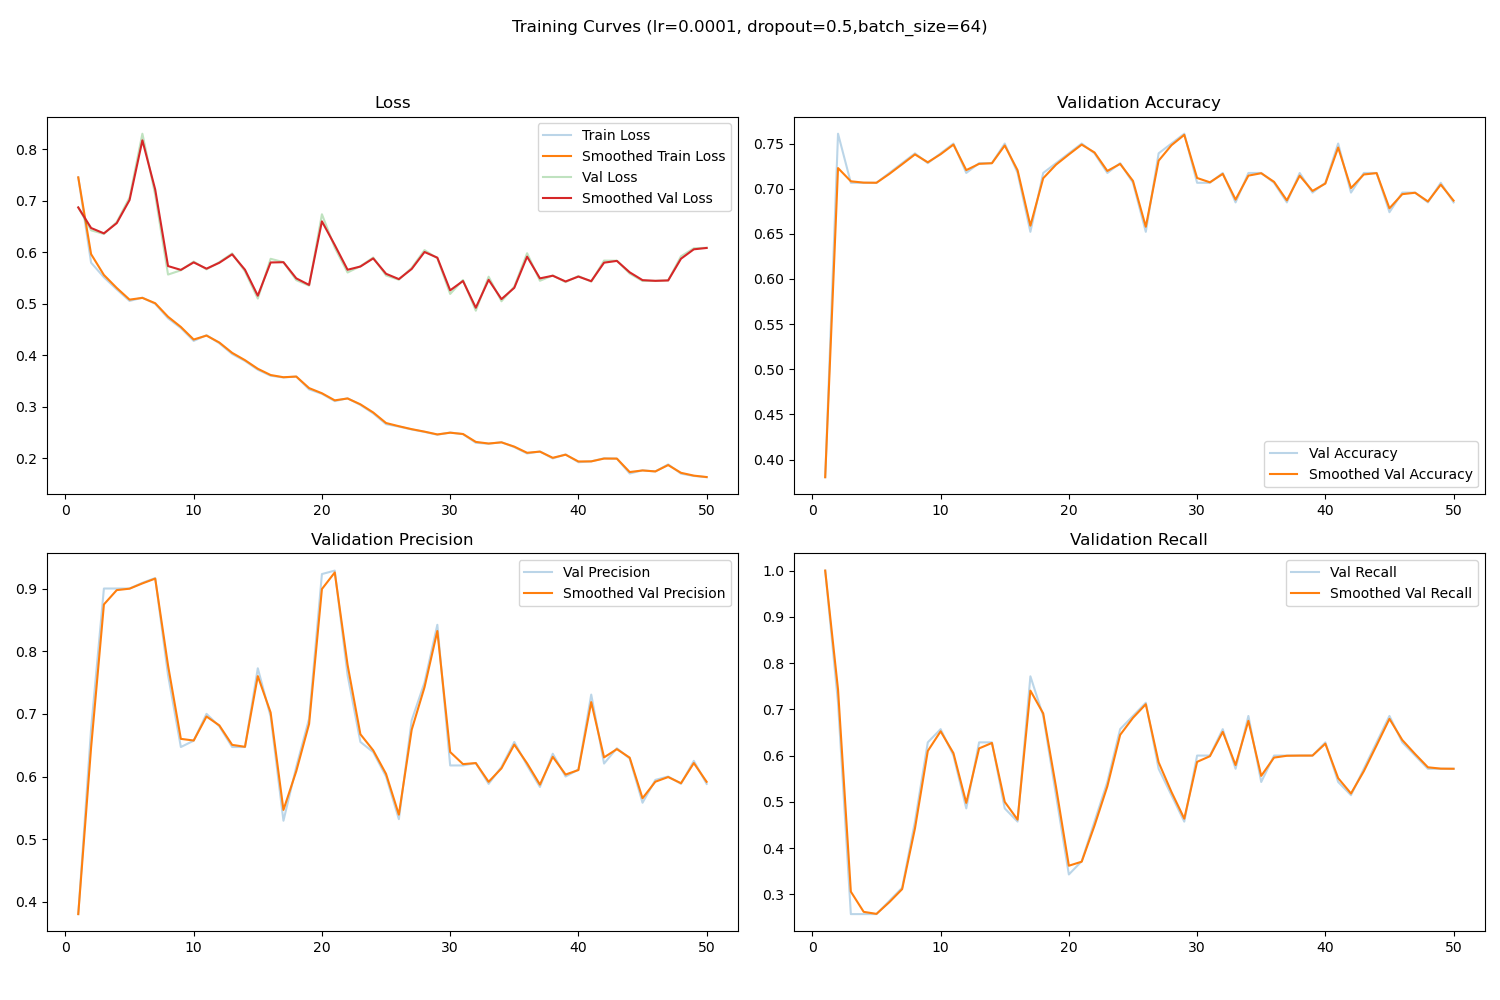 Training Curves (lr=0.0001, dropout=0.5,batch_size=64)
Loss
Train Loss
Smoothed Train Loss
Val Loss
Smoothed Val Loss
0.8
0.7
0.6
0.5
0.4
0.3
0.2
0 10 20 30 40 50
Validation Accuracy
0.75
0.70
0.65
0.60
0.55
0.50
0.45
0.40
Val Accuracy
Smoothed Val Accuracy
0 10 20 30 40 50
Validation Precision
Val Precision
Smoothed Val Precision
0.9
0.8
0.7
0.6
0.5
0.4
0 10 20 30 40 50
Validation Recall
Val Recall
Smoothed Val Recall
1.0
0.9
0.8
0.7
0.6
0.5
0.4
0.3
0 10 20 30 40 50